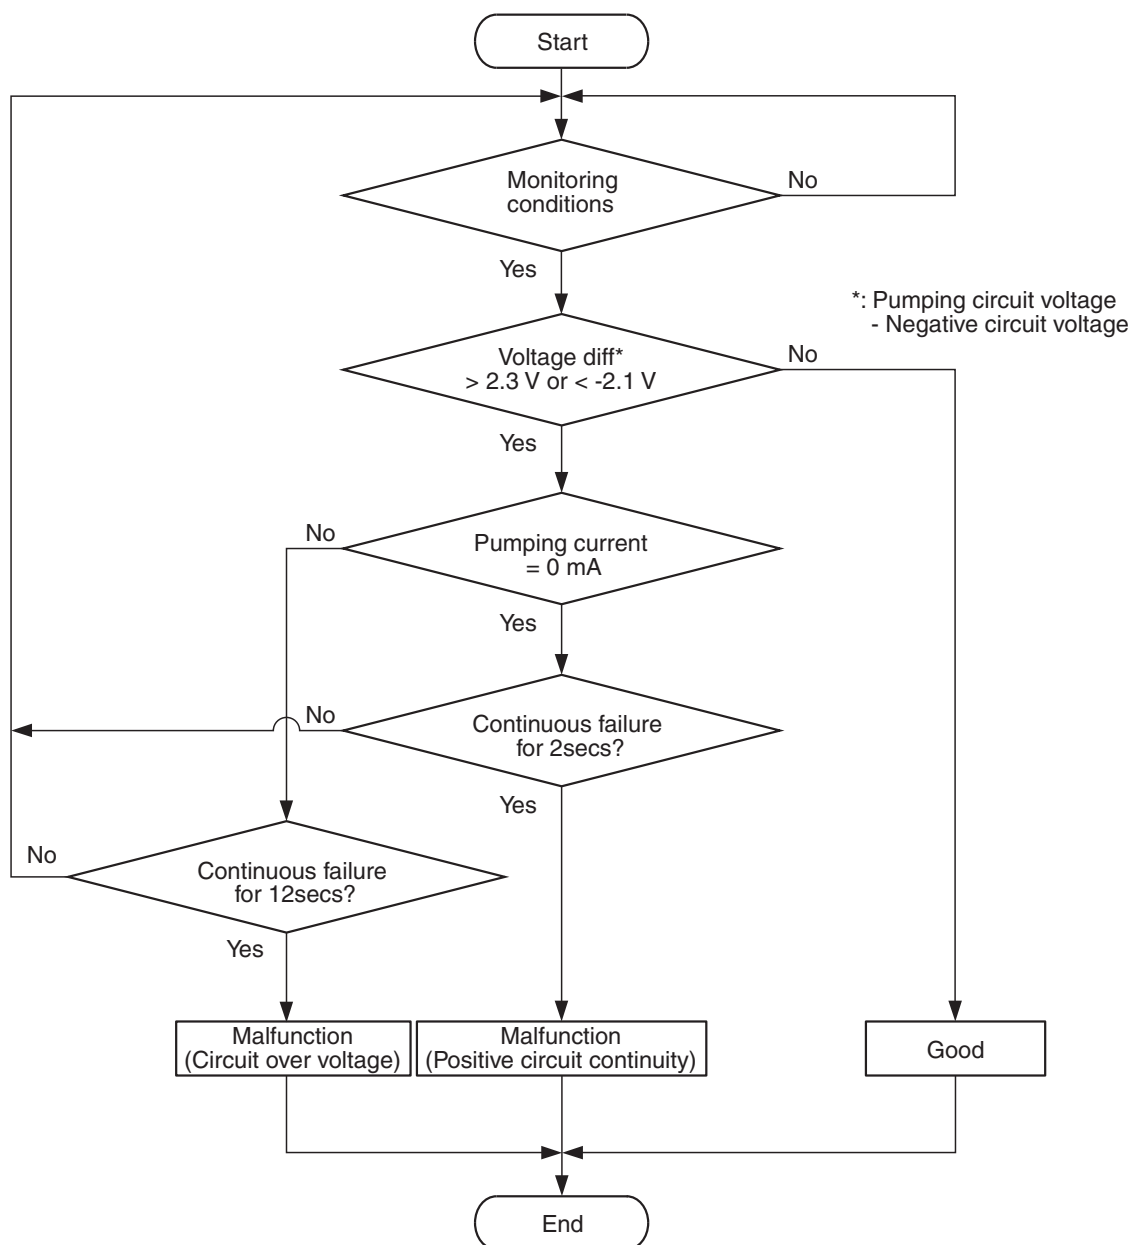 Start
Monitoring
conditions
No
Yes
*: Pumping circuit voltage
- Negative circuit voltage
Voltage diff*
> 2.3 V or < -2.1 V
No
Yes
Pumping current
= 0 mA
No
Yes
Continuous failure
for 2secs?
No
Yes
Continuous failure
for 12secs?
No
Yes
Malfunction
(Circuit over voltage)
Malfunction
(Positive circuit continuity)
Good
End